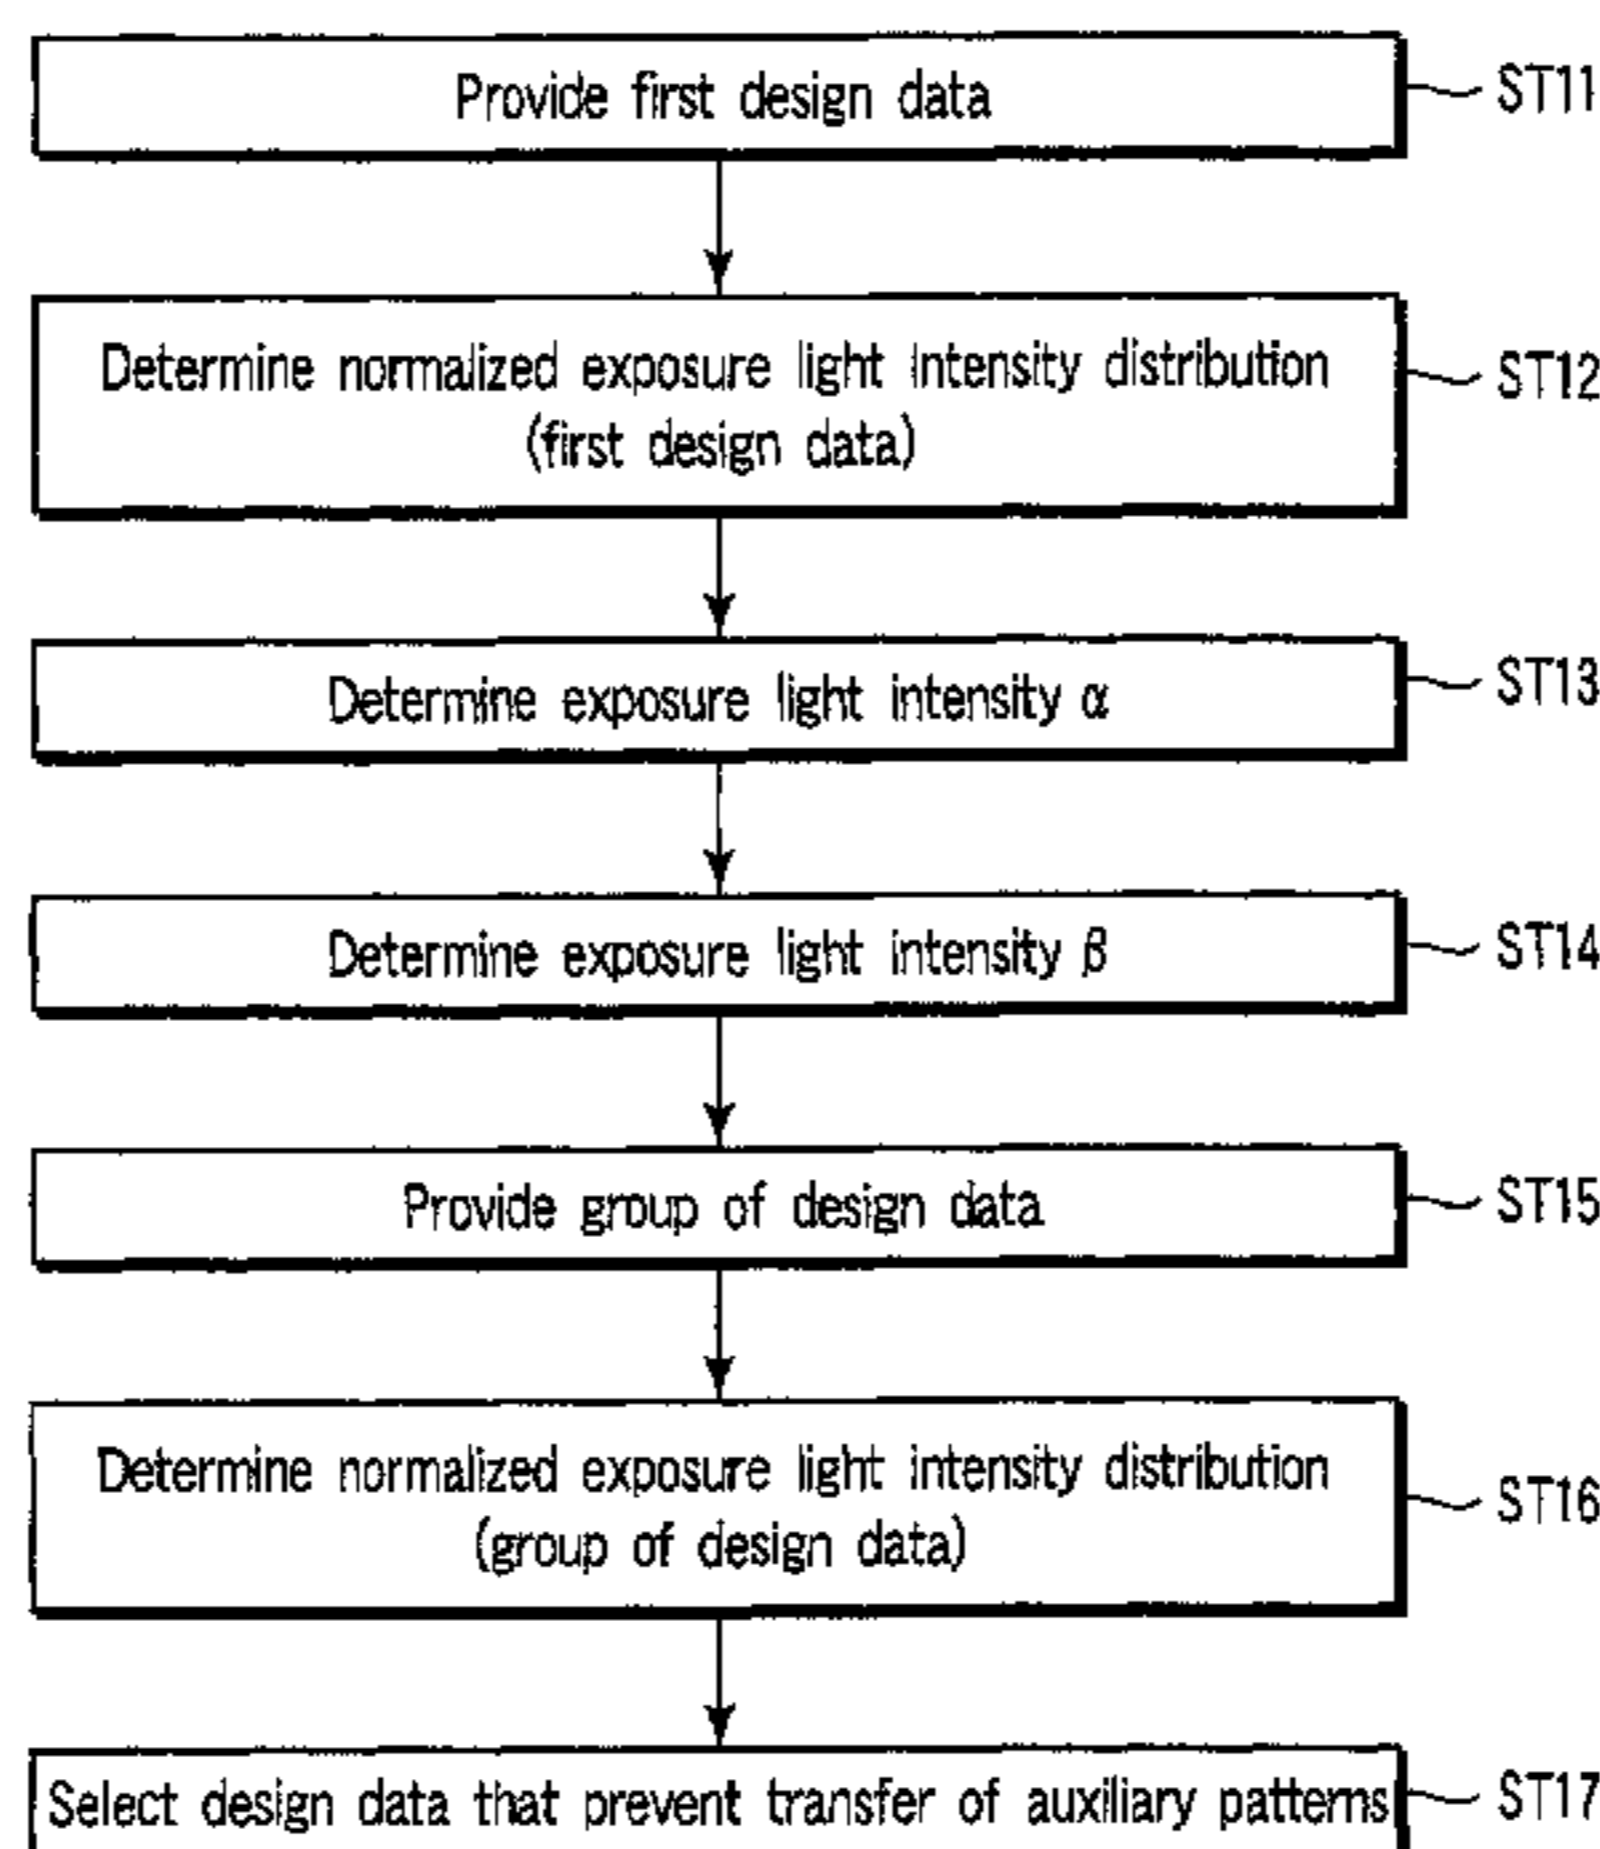 Provide first design data
ST11
Determine normalized exposure light intensity distribution
(first design data)
ST12
Determine exposure light intensity α
ST13
Determine exposure light intensity β
ST14
Provide group of design data
ST15
Determine normalized exposure light intensity distribution
(group of design data)
ST16
Select design data that prevent transfer of auxiliary patterns
ST17